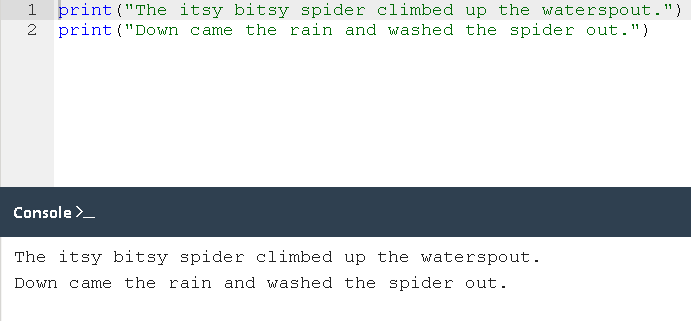 1 print("The itsy bitsy spider climbed up the waterspout.")
2 print("Down came the rain and washed the spider out.")
Console >_
The itsy bitsy spider climbed up the waterspout.
Down came the rain and washed the spider out.